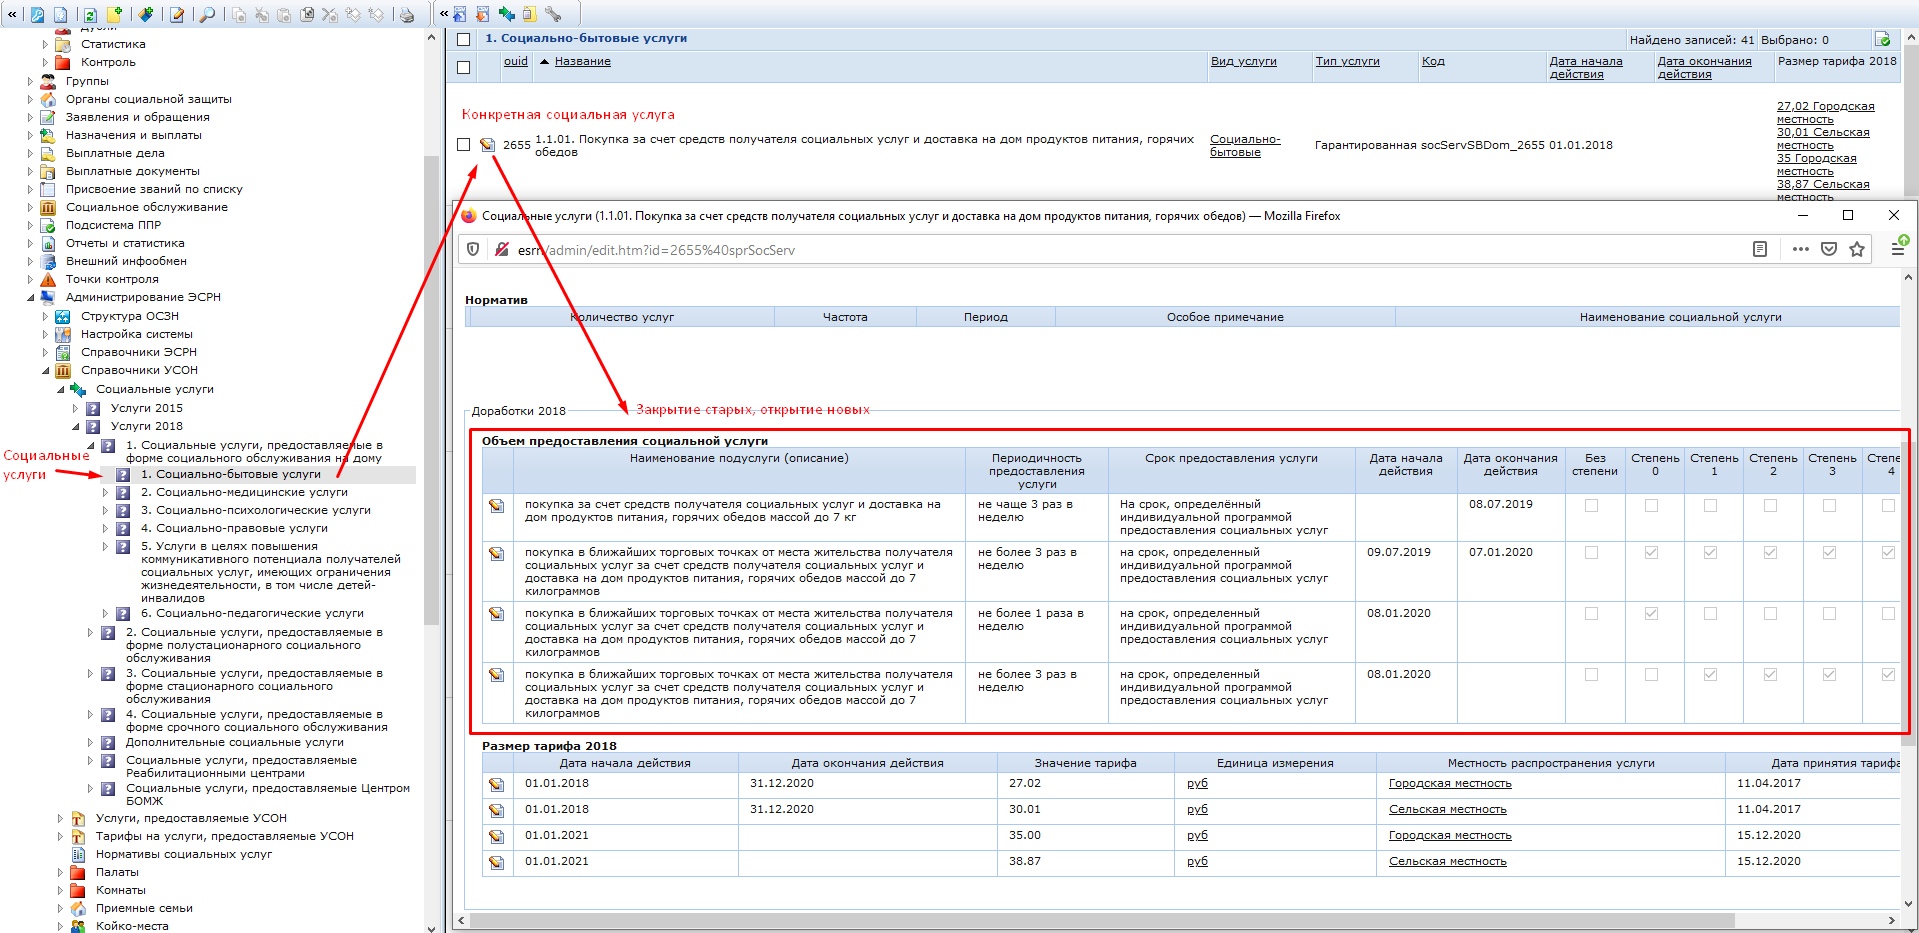 Дубли
Статистика
Контроль
Группы
Органы социальной защиты
Заявления и обращения
Назначения и выплаты
Выплатные дела
Выплатные документы
Присвоение званий по списку
Социальное обслуживание
Подсистема ППР
Отчеты и статистика
Внешний инфообмен
Точки контроля
Администрирование ЭСРН
Структура ОСЗН
Настройка системы
Справочники ЭСРН
Справочники УСОН
Социальные услуги
Услуги 2015
Услуги 2018
1. Социальные услуги, предоставляемые в
форме социального обслуживания на дому
Социальные
услуги
1. Социально-бытовые услуги
2. Социально-медицинские услуги
3. Социально-психологические услуги
4. Социально-правовые услуги
5. Услуги в целях повышения
коммуникативного потенциала получателей
социальных услуг, имеющих ограничения
жизнедеятельности, в том числе детей-
инвалидов
6. Социально-педагогические услуги
2. Социальные услуги, предоставляемые в
форме полустационарного социального
обслуживания
3. Социальные услуги, предоставляемые в
форме стационарного социального
обслуживания
4. Социальные услуги, предоставляемые в
форме срочного социального обслуживания
Дополнительные социальные услуги
Социальные услуги, предоставляемые
Реабилитационными центрами
Социальные услуги, предоставляемые Центром
БОМЖ
Услуги, предоставляемые УСОН
Тарифы на услуги, предоставляемые УСОН
Нормативы социальных услуг
Палаты
Комнаты
Приемные семьи
Койко-места
1. Социально-бытовые услуги
Найдено записей: 41 Выбрано: 0
ouid Название Вид услуги Тип услуги Код Дата начала действия Дата окончания действия Размер тарифа 2018
Конкретная социальная услуга
2655 1.1.01. Покупка за счет средств получателя социальных услуг и доставка на дом продуктов питания, горячих
обедов
Социально-
бытовые
Гарантированная socServSBDom_2655 01.01.2018
27,02 Городская
местность
30,01 Сельская
местность
35 Городская
местность
38,87 Сельская
местность
Социальные услуги (1.1.01. Покупка за счет средств получателя социальных услуг и доставка на дом продуктов питания, горячих обедов) — Mozilla Firefox
esrn/admin/edit.htm?id=2655%40sprSocServ
Норматив
Количество услуг Частота Период Особое примечание Наименование социальной услуги
Доработки 2018
Закрытие старых, открытие новых
Объем предоставления социальной услуги
Наименование подуслуги (описание) Периодичность предоставления услуги Срок предоставления услуги Дата начала действия Дата окончания действия Без степени Степень 0 Степень 1 Степень 2 Степень 3 Степе 4
покупка за счет средств получателя социальных услуг и доставка на
дом продуктов питания, горячих обедов массой до 7 кг
не чаще 3 раз в
неделю
На срок, определённый
индивидуальной программой
предоставления социальных услуг
08.07.2019
покупка в ближайших торговых точках от места жительства получателя
социальных услуг за счет средств получателя социальных услуг и
доставка на дом продуктов питания, горячих обедов массой до 7
килограммов
не более 3 раз в
неделю
на срок, определенный
индивидуальной программой
предоставления социальных услуг
09.07.2019 07.01.2020
покупка в ближайших торговых точках от места жительства получателя
социальных услуг за счет средств получателя социальных услуг и
доставка на дом продуктов питания, горячих обедов массой до 7
килограммов
не более 1 раза в
неделю
на срок, определенный
индивидуальной программой
предоставления социальных услуг
08.01.2020
покупка в ближайших торговых точках от места жительства получателя
социальных услуг за счет средств получателя социальных услуг и
доставка на дом продуктов питания, горячих обедов массой до 7
килограммов
не более 3 раз в
неделю
на срок, определенный
индивидуальной программой
предоставления социальных услуг
08.01.2020
Размер тарифа 2018
Дата начала действия Дата окончания действия Значение тарифа Единица измерения Местность распространения услуги Дата принятия тарифа
01.01.2018 31.12.2020 27.02 руб Городская местность 11.04.2017
01.01.2018 31.12.2020 30.01 руб Сельская местность 11.04.2017
01.01.2021 35.00 руб Городская местность 15.12.2020
01.01.2021 38.87 руб Сельская местность 15.12.2020